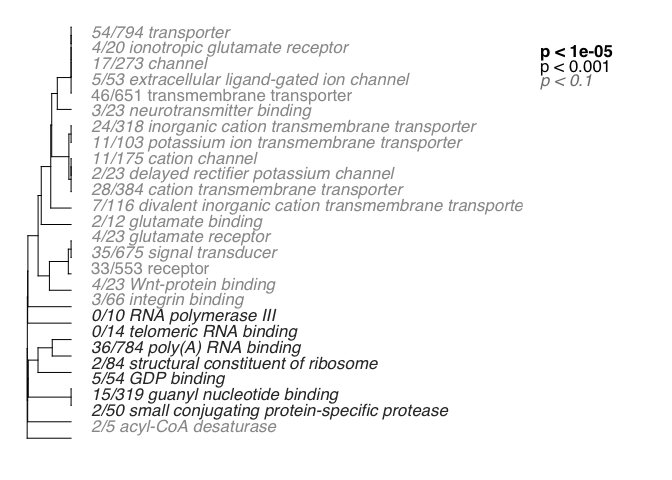 54/794 transporter
4/20 ionotropic glutamate receptor
17/273 channel
5/53 extracellular ligand-gated ion channel
46/651 transmembrane transporter
3/23 neurotransmitter binding
24/318 inorganic cation transmembrane transporter
11/103 potassium ion transmembrane transporter
11/175 cation channel
2/23 delayed rectifier potassium channel
28/384 cation transmembrane transporter
7/116 divalent inorganic cation transmembrane transporte
2/12 glutamate binding
4/23 glutamate receptor
35/675 signal transducer
33/553 receptor
4/23 Wnt-protein binding
3/66 integrin binding
0/10 RNA polymerase III
0/14 telomeric RNA binding
36/784 poly(A) RNA binding
2/84 structural constituent of ribosome
5/54 GDP binding
15/319 guanyl nucleotide binding
2/50 small conjugating protein-specific protease
2/5 acyl-CoA desaturase
p < 1e-05
p < 0.001
p < 0.1